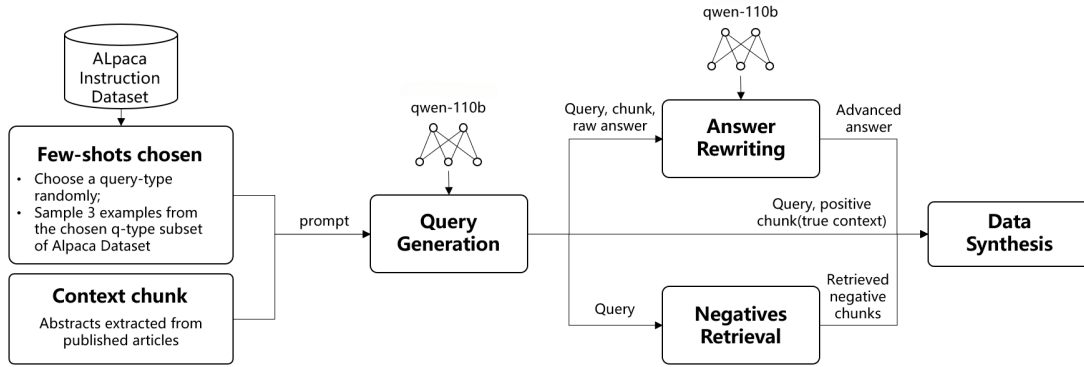 ALpaca
Instruction
Dataset
Few-shots chosen
• Choose a query-type
randomly;
• Sample 3 examples from
the chosen q-type subset
of Alpaca Dataset
Context chunk
Abstracts extracted from
published articles
prompt
qwen-110b
Query
Generation
Query, chunk,
raw answer
qwen-110b
Answer
Rewriting
Advanced
answer
Query, positive
chunk(true context)
Query
Negatives
Retrieval
Retrieved
negative
chunks
Data
Synthesis